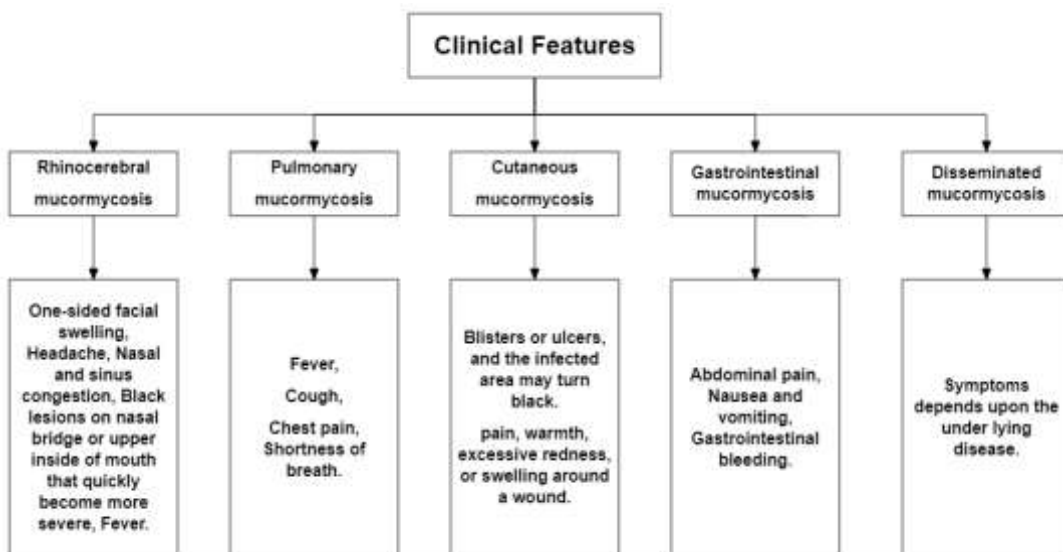 Clinical Features
Rhinocerebral
mucormycosis
Pulmonary
mucormycosis
Cutaneous
mucormycosis
Gastrointestinal
mucormycosis
Disseminated
mucormycosis
One-sided facial
swelling,
Headache, Nasal
and sinus
congestion, Black
lesions on nasal
bridge or upper
inside of mouth
that quickly
become more
severe, Fever.
Fever,
Cough,
Chest pain,
Shortness of
breath.
Blisters or ulcers,
and the infected
area may turn
black.
pain, warmth,
excessive redness,
or swelling around
a wound.
Abdominal pain,
Nausea and
vomiting,
Gastrointestinal
bleeding.
Symptoms
depends upon the
under lying
disease.